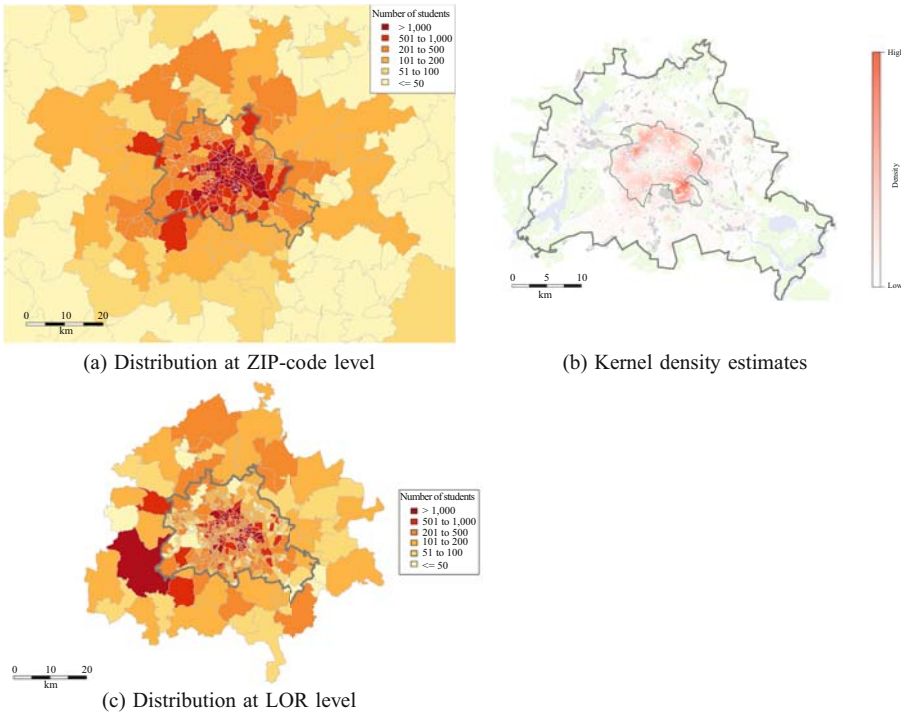 Number of students
> 1,000
501 to 1,000
201 to 500
101 to 200
51 to 100
<= 50
0 10 20
km
(a) Distribution at ZIP-code level
High
Density
Low
0 5 10
km
(b) Kernel density estimates
Number of students
> 1,000
501 to 1,000
201 to 500
101 to 200
51 to 100
<= 50
0 10 20
km
(c) Distribution at LOR level